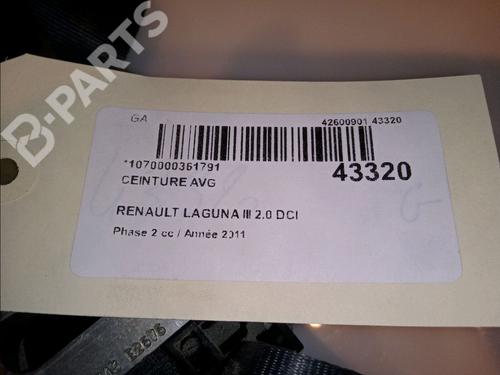 B-PARTS
GA
42600901 43320
*1070000361791
43320
CEINTURE AVG
RENAULT LAGUNA III 2.0 DCI
Phase 2 cc / Année 2011